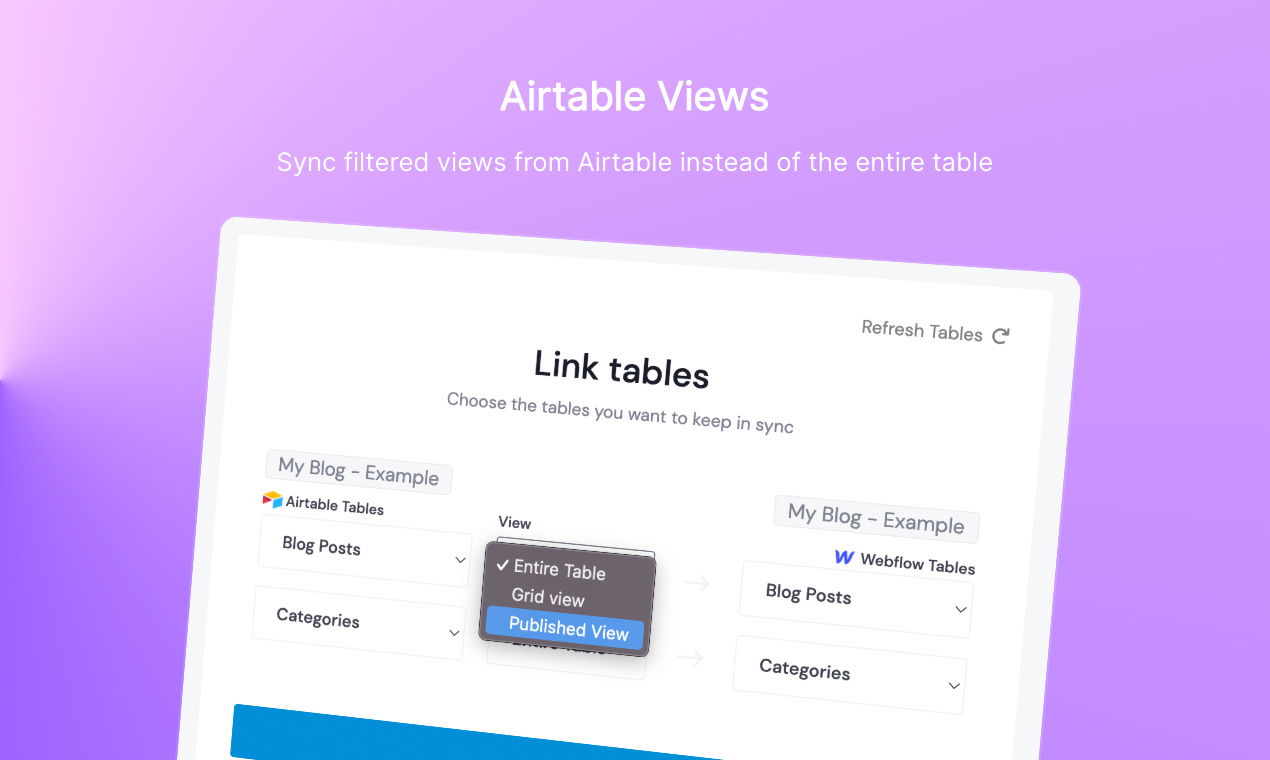 Airtable Views
Sync filtered views from Airtable instead of the entire table
Refresh Tables
Link tables
Choose the tables you want to keep in sync
My Blog - Example
Airtable Tables
View
My Blog - Example
Webflow Tables
Blog Posts
✓ Entire Table
Grid view
Published View
Blog Posts
Categories
Entire Table
Categories